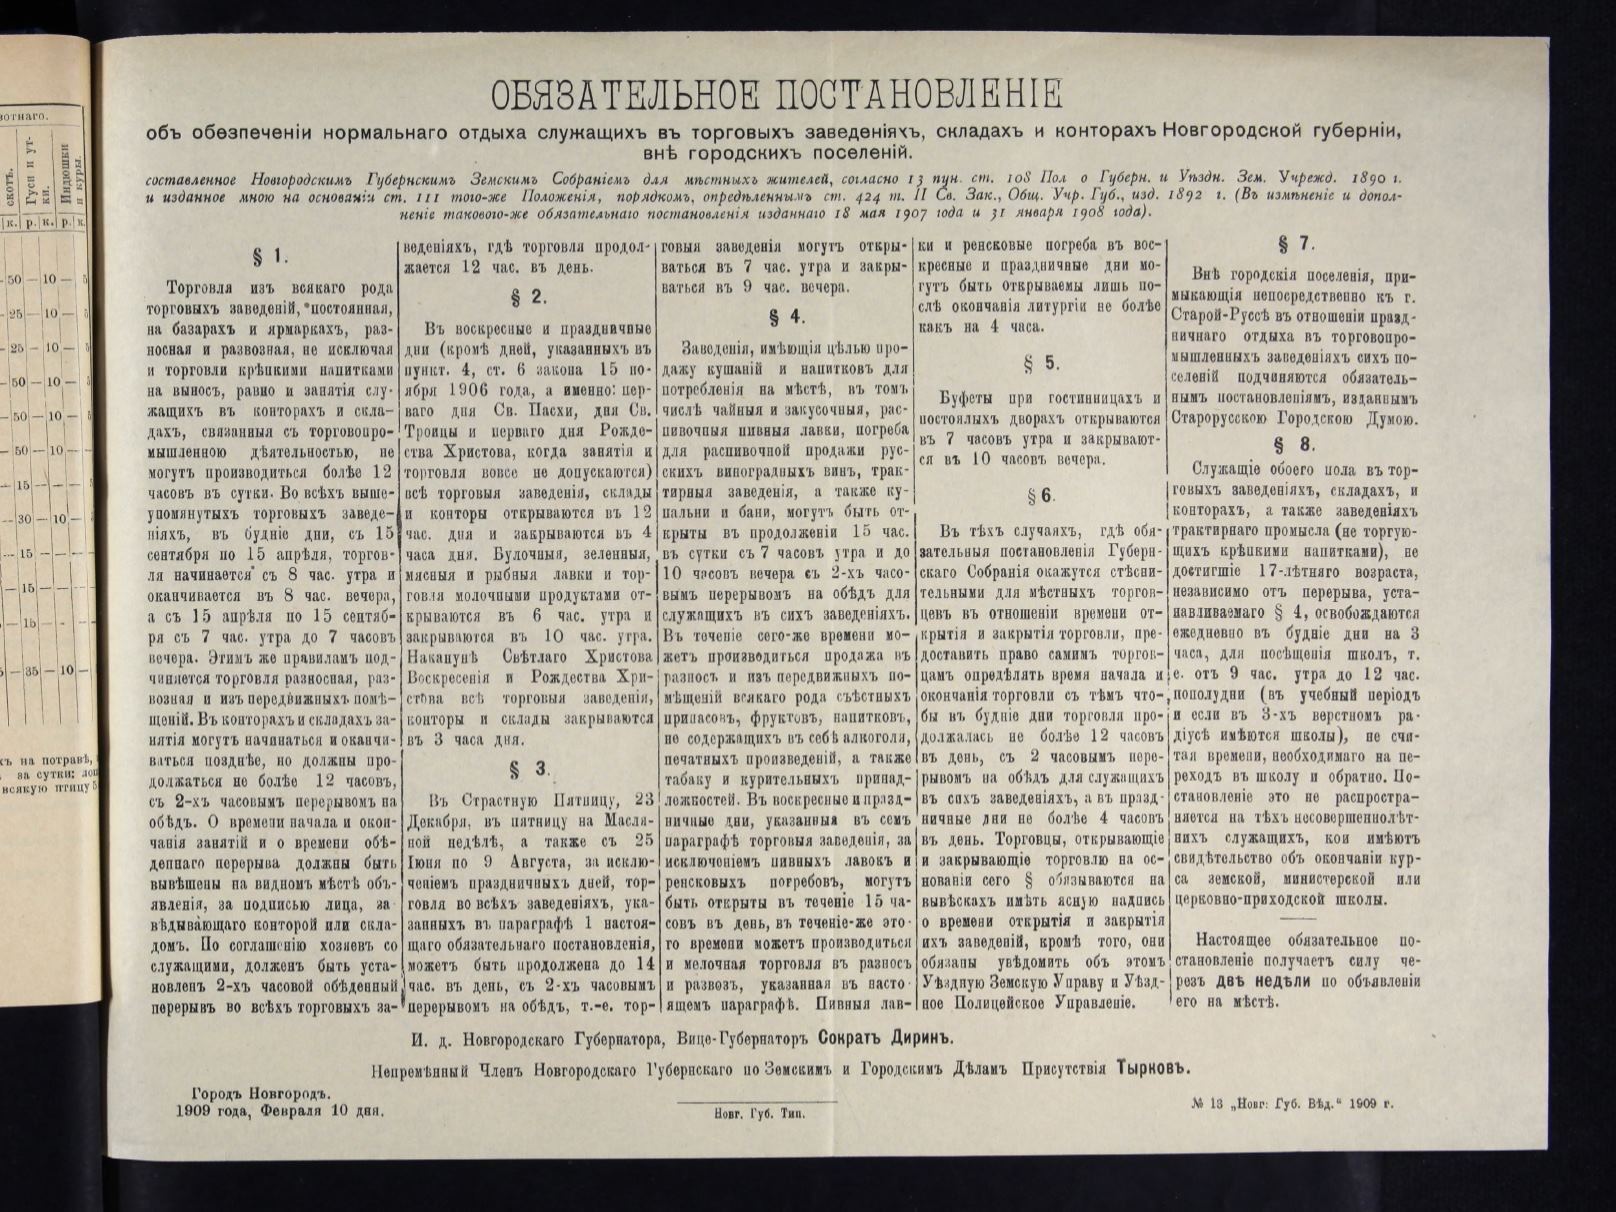 ОБЯЗАТЕЛЬНОЕ ПОСТАНОВЛЕНІЕ
объ обезпеченіи нормальнаго отдыха служащихъ въ торговыхъ заведеніяхъ, складахъ и конторахъ Новгородской губерніи,
внѣ городскихъ поселеній.
составленное Новгородскимъ Губернскимъ Земскимъ Собраніемъ для мѣстныхъ жителей, согласно 13 пун. ст. 108 Пол о Губерн. и Уѣздн. Зем. Учрежд. 1890 г.
и изданное мною на основаніи ст. 111 того-же Положенія, порядкомъ, опредѣленнымъ ст. 424 т. II Св. Зак., Общ. Учр. Губ., изд. 1892 г. (Въ измѣненіе и допол-
неніе такового-же обязательнаго постановленія изданнаго 18 мая 1907 года и 31 января 1908 года).
§ 1.
Торговля изъ всякаго рода
торговыхъ заведеній, постоянная,
на базарахъ и ярмаркахъ, раз-
носная и развозная, не исключая
и торговли крѣпкими напитками
на выносъ, равно и занятія слу-
жащихъ въ конторахъ и скла-
дахъ, связанныя съ торговопро-
мышленною дѣятельностью, не
могутъ производиться болѣе 12
часовъ въ сутки. Во всѣхъ выше-
упомянутыхъ торговыхъ заведе-
ніяхъ, въ будніе дни, съ 15
сентября по 15 апрѣля, торгов-
ля начинается съ 8 час. утра и
оканчивается въ 8 час. вечера,
а съ 15 апрѣля по 15 сентяб-
ря съ 7 час. утра до 7 часовъ
вечера. Этимъ же правиламъ под-
чиняется торговля разносная, раз-
возная и изъ передвижныхъ помѣ-
щеній. Въ конторахъ и складахъ за-
нятія могутъ начинаться и оканчи-
ваться позднѣе, но должны про-
должаться не болѣе 12 часовъ,
съ 2-хъ часовымъ перерывомъ на
обѣдъ. О времени начала и окон-
чанія занятій и о времени обѣ-
деннаго перерыва должны быть
вывѣшены на видномъ мѣстѣ объ-
явленія, за подписью лица, за-
вѣдывающаго конторой или скла-
домъ. По соглашенію хозяевъ со
служащими, долженъ быть уста-
новленъ 2-хъ часовой обѣденный
перерывъ во всѣхъ торговыхъ за-
веденіяхъ, гдѣ торговля продол-
жается 12 час. въ день.
§ 2.
Въ воскресные и праздничные
дни (кромѣ дней, указанныхъ въ
пункт. 4, ст. 6 закона 15 но-
ября 1906 года, а именно: пер-
ваго дня Св. Пасхи, дня Св.
Троицы и перваго дня Рожде-
ства Христова, когда занятія и
торговля вовсе не допускаются)
всѣ торговыя заведенія, склады
и конторы открываются въ 12
час. дня и закрываются въ 4
часа дня. Булочныя, зеленныя,
мясныя и рыбныя лавки и тор-
говля молочными продуктами от-
крываются въ 6 час. утра и
закрываются въ 10 час. утра.
Наканунѣ Свѣтлаго Христова
Воскресенія и Рождества Хри-
стова всѣ торговыя заведенія,
конторы и склады закрываются
въ 3 часа дня.
§ 3.
Въ Страстную Пятницу, 23
Декабря, въ пятницу на Масля-
ной недѣлѣ, а также съ 25
Іюня по 9 Августа, за исклю-
ченіемъ праздничныхъ дней, тор-
говля во всѣхъ заведеніяхъ, ука-
занныхъ въ параграфѣ 1 настоя-
щаго обязательнаго постановленія,
можетъ быть продолжена до 14
час. въ день, съ 2-хъ часовымъ
перерывомъ на обѣдъ, т.-е. тор-
говыя заведенія могутъ откры-
ваться въ 7 час. утра и закры-
ваться въ 9 час. вечера.
§ 4.
Заведенія, имѣющія цѣлью про-
дажу кушаній и напитковъ для
потребленія на мѣстѣ, въ томъ
числѣ чайныя и закусочныя, рас-
пивочныя пивныя лавки, погреба
для распивочной продажи рус-
скихъ виноградныхъ винъ, трак-
тирныя заведенія, а также ку-
пальни и бани, могутъ быть от-
крыты въ продолженіи 15 час.
въ сутки съ 7 часовъ утра и до
10 часовъ вечера съ 2-хъ часо-
вымъ перерывомъ на обѣдъ для
служащихъ въ сихъ заведеніяхъ.
Въ теченіе сего-же времени мо-
жетъ производиться продажа въ
разносъ и изъ передвижныхъ по-
мѣщеній всякаго рода съѣстныхъ
припасовъ, фруктовъ, напитковъ,
не содержащихъ въ себѣ алкоголя,
печатныхъ произведеній, а также
табаку и курительныхъ принад-
лежностей. Въ воскресные и празд-
ничные дни, указанныя въ семъ
параграфѣ торговыя заведенія, за
исключеніемъ пивныхъ лавокъ и
ренсковыхъ погребовъ, могутъ
быть открыты въ теченіе 15 ча-
совъ въ день, въ теченіе-же это-
го времени можетъ производиться
и мелочная торговля въ разносъ
и развозъ, указанная въ насто-
ящемъ параграфѣ. Пивныя лав-
ки и ренсковые погреба въ вос-
кресные и праздничные дни мо-
гутъ быть открываемы лишь по-
слѣ окончанія литургіи не болѣе
какъ на 4 часа.
§ 5.
Буфеты при гостинницахъ и
постоялыхъ дворахъ открываются
въ 7 часовъ утра и закрывают-
ся въ 10 часовъ вечера.
§ 6.
Въ тѣхъ случаяхъ, гдѣ обя-
зательныя постановленія Губерн-
скаго Собранія окажутся стѣсни-
тельными для мѣстныхъ торгов-
цевъ въ отношеніи времени от-
крытія и закрытія торговли, пре-
доставить право самимъ торгов-
цамъ опредѣлять время начала и
окончанія торговли съ тѣмъ что-
бы въ будніе дни торговля про-
должалась не болѣе 12 часовъ
въ день, съ 2 часовымъ пере-
рывомъ на обѣдъ для служащихъ
въ сихъ заведеніяхъ, а въ празд-
ничные дни не болѣе 4 часовъ
въ день. Торговцы, открывающіе
и закрывающіе торговлю на ос-
нованіи сего § обязываются на
вывѣскахъ имѣть ясную надпись
о времени открытія и закрытія
ихъ заведеній, кромѣ того, они
обязаны увѣдомить объ этомъ
Уѣздную Земскую Управу и Уѣзд-
ное Полицейское Управленіе.
§ 7.
Внѣ городскія поселенія, при-
мыкающія непосредственно къ г.
Старой-Руссѣ въ отношеніи празд-
ничнаго отдыха въ торговопро-
мышленныхъ заведеніяхъ сихъ по-
селеній подчиняются обязатель-
нымъ постановленіямъ, изданнымъ
Старорусскою Городскою Думою.
§ 8.
Служащіе обоего пола въ тор-
говыхъ заведеніяхъ, складахъ, и
конторахъ, а также заведеніяхъ
трактирнаго промысла (не торгую-
щихъ крѣпкими напитками), не
достигшіе 17-лѣтняго возраста,
независимо отъ перерыва, уста-
навливаемаго § 4, освобождаются
ежедневно въ будніе дни на 3
часа, для посѣщенія школъ, т.
е. отъ 9 час. утра до 12 час.
пополудни (въ учебный періодъ
и если въ 3-хъ верстномъ ра-
діусѣ имѣются школы), не счи-
тая времени, необходимаго на пе-
реходъ въ школу и обратно. По-
становленіе это не распростра-
няется на тѣхъ несовершеннолѣт-
нихъ служащихъ, кои имѣютъ
свидѣтельство объ окончаніи кур-
са земской, министерской или
церковно-приходской школы.
Настоящее обязательное по-
становленіе получаетъ силу че-
резъ двѣ недѣли по объявленіи
его на мѣстѣ.
И. д. Новгородскаго Губернатора, Вице-Губернаторъ Сократъ Диринъ.
Непремѣнный Членъ Новгородскаго Губернскаго по Земскимъ и Городскимъ Дѣламъ Присутствія Тырковъ.
Городъ Новгородъ.
1909 года, Февраля 10 дня.
Новг. Губ. Тип.
№ 13 „Новг: Губ. Вѣд.“ 1909 г.